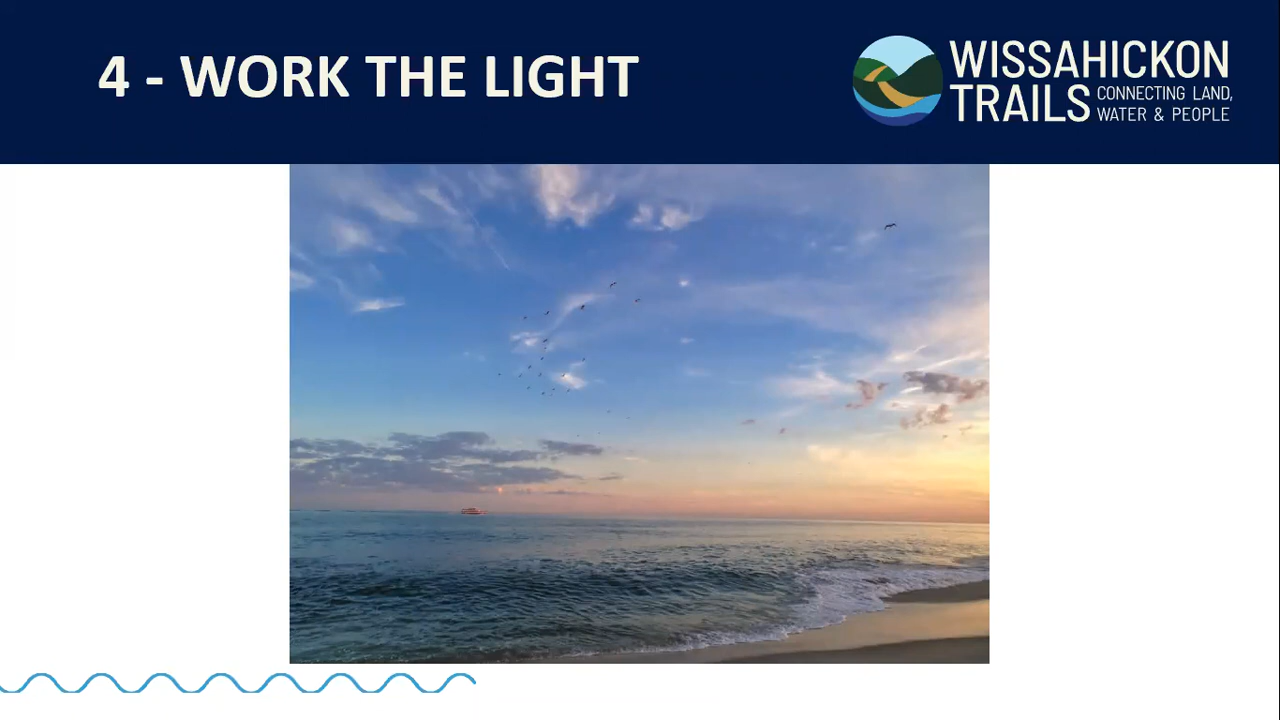 4 - WORK THE LIGHT
WISSAHICKON
TRAILS
CONNECTING LAND,
WATER & PEOPLE